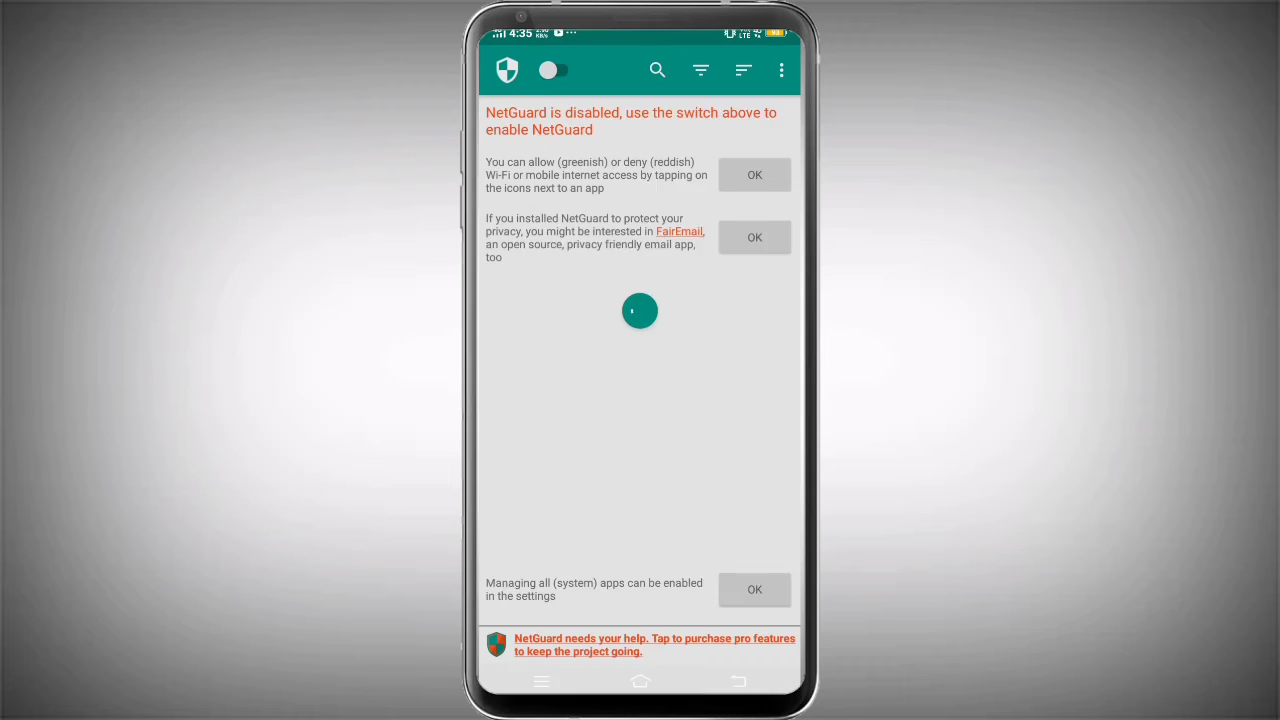 4:35
KB/s
LTE
93
NetGuard is disabled, use the switch above to
enable NetGuard
You can allow (greenish) or deny (reddish)
Wi-Fi or mobile internet access by tapping on
the icons next to an app
OK
If you installed NetGuard to protect your
privacy, you might be interested in FairEmail,
an open source, privacy friendly email app,
too
OK
Managing all (system) apps can be enabled
in the settings
OK
NetGuard needs your help. Tap to purchase pro features
to keep the project going.